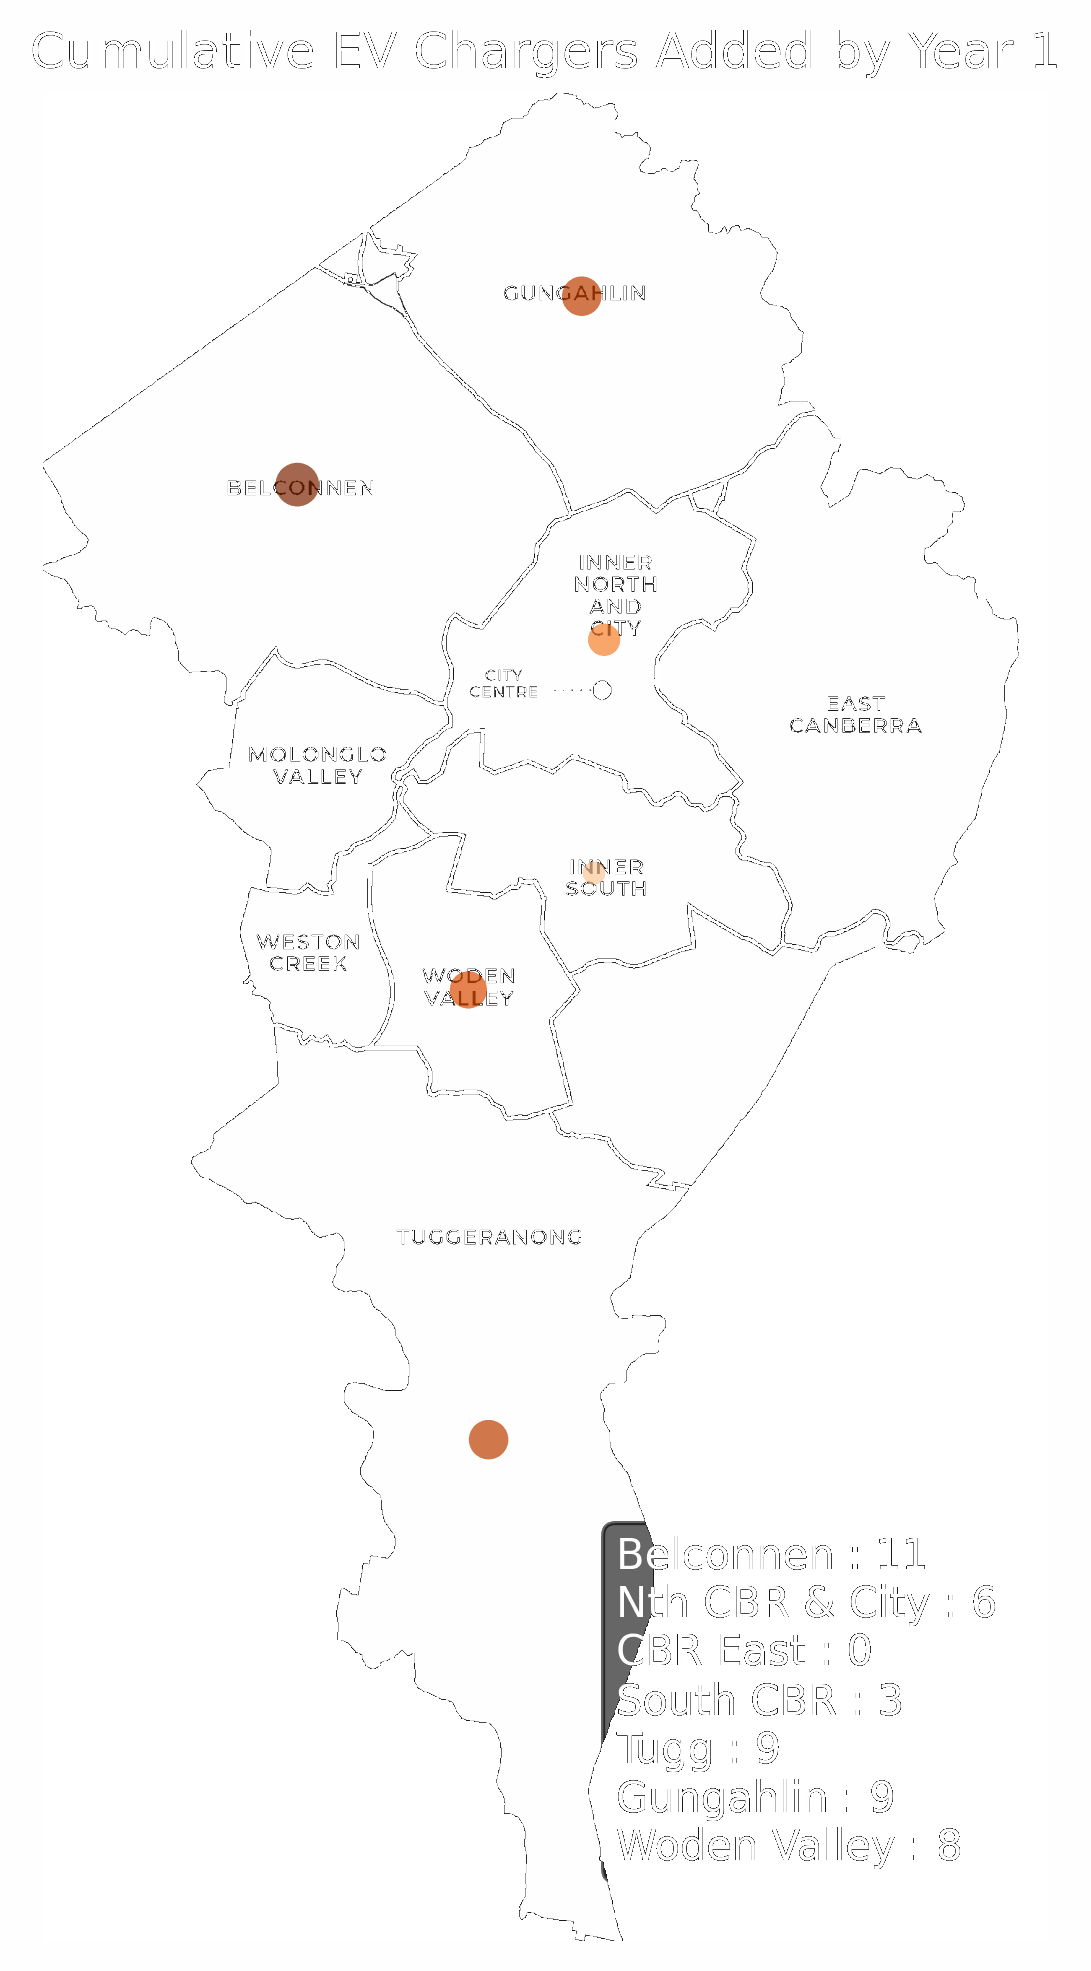 Cumulative EV Chargers Added by Year 1
GUNGAHLIN
BELCONNEN
INNER
NORTH
AND
CITY
CITY
CENTRE
EAST
CANBERRA
MOLONGLO
VALLEY
INNER
SOUTH
WESTON
CREEK
WODEN
VALLEY
TUGGERANONG
Belconnen : 11
Nth CBR & City : 6
CBR East : 0
South CBR : 3
Tugg : 9
Gungahlin : 9
Woden Valley : 8